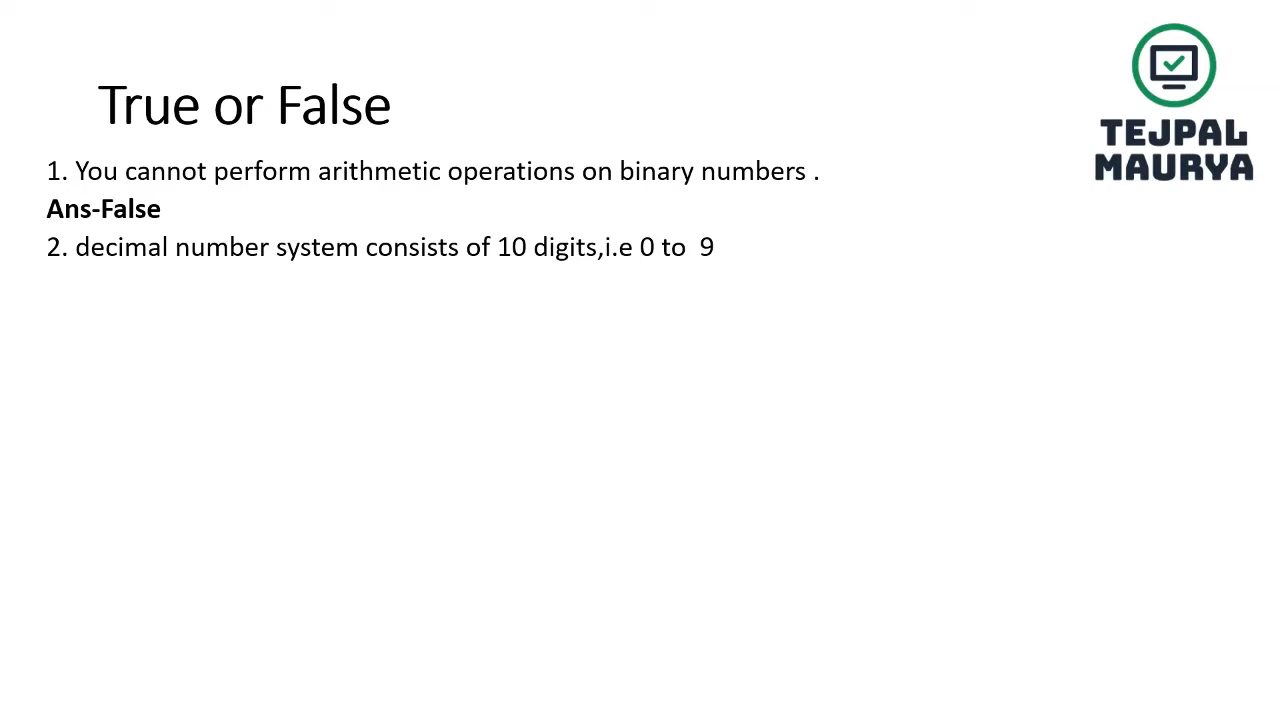 True or False
TEJPAL
MAURYA
1. You cannot perform arithmetic operations on binary numbers .
Ans-False
2. decimal number system consists of 10 digits,i.e 0 to  9